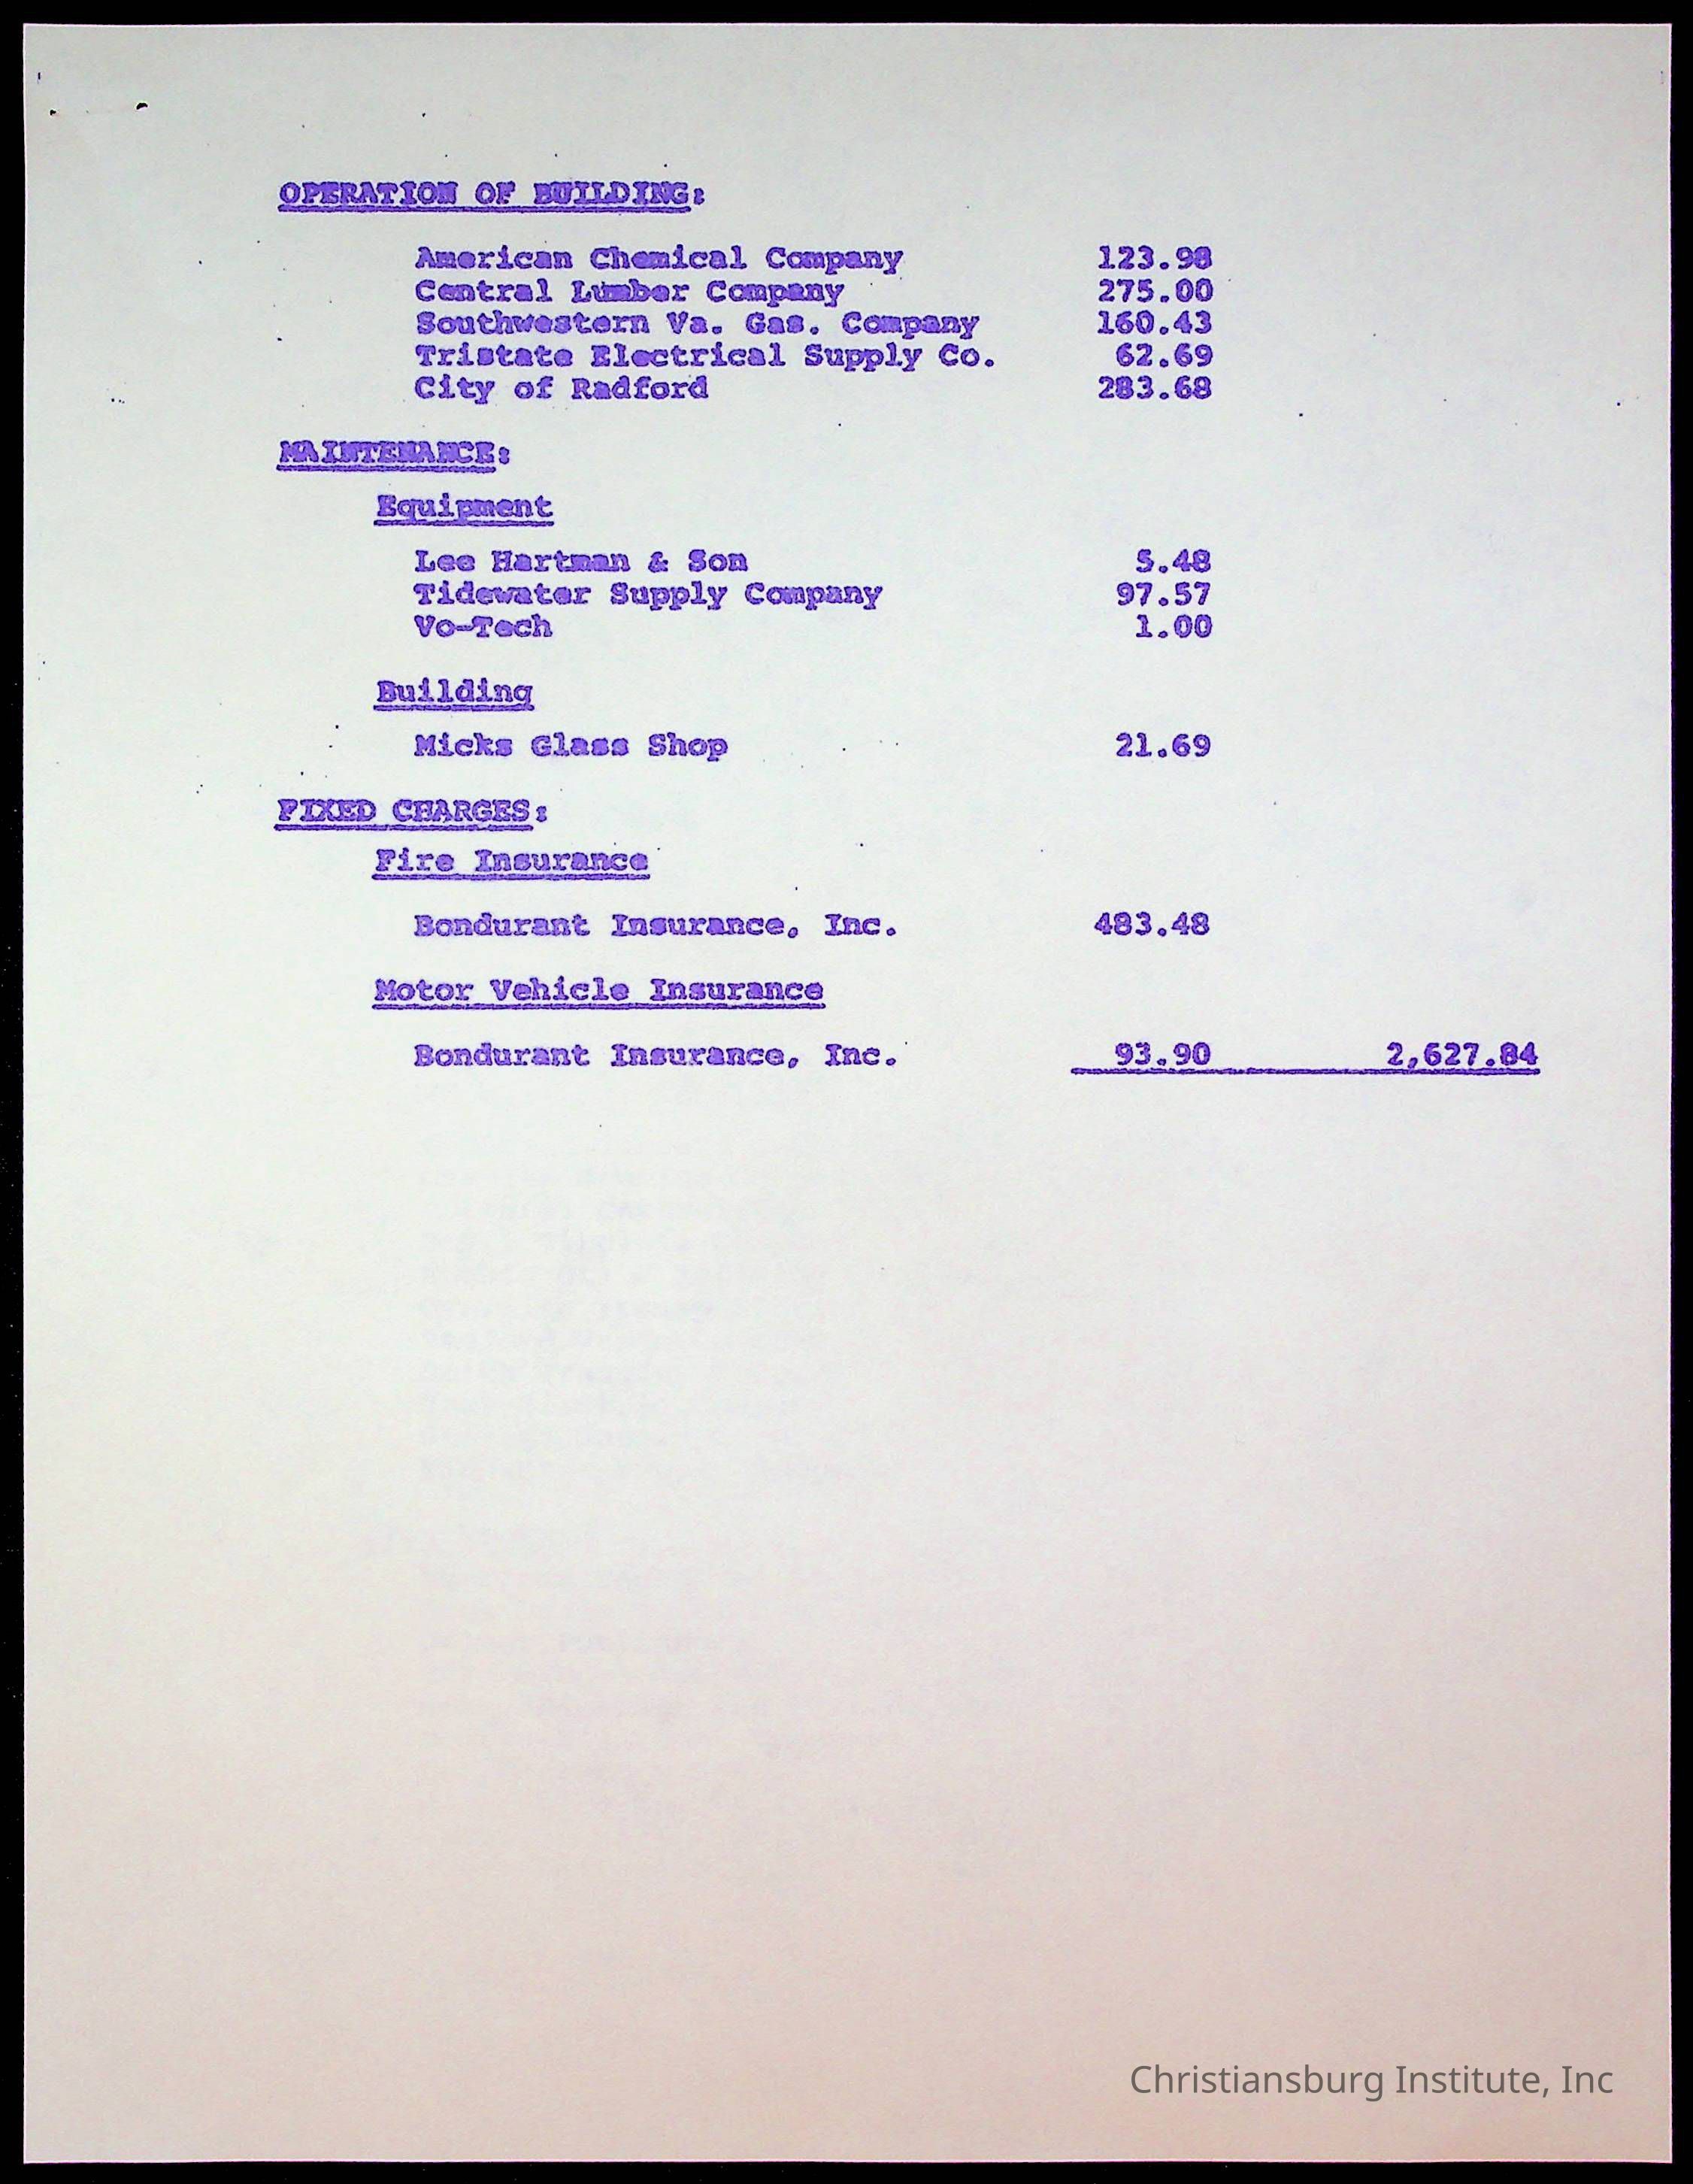 OPERATION OF BUILDING:
American Chemical Company 123.98
Central Lumber Company 275.00
Southwestern Va. Gas. Company 160.43
Tristate Electrical Supply Co. 62.69
City of Radford 283.68
MAINTENANCE:
Equipment
Lee Hartman & Son 5.48
Tidewater Supply Company 97.57
Vo-Tech 1.00
Building
Micks Glass Shop 21.69
FIXED CHARGES:
Fire Insurance
Bondurant Insurance, Inc. 483.48
Motor Vehicle Insurance
Bondurant Insurance, Inc. 93.90 2,627.84
Christiansburg Institute, Inc